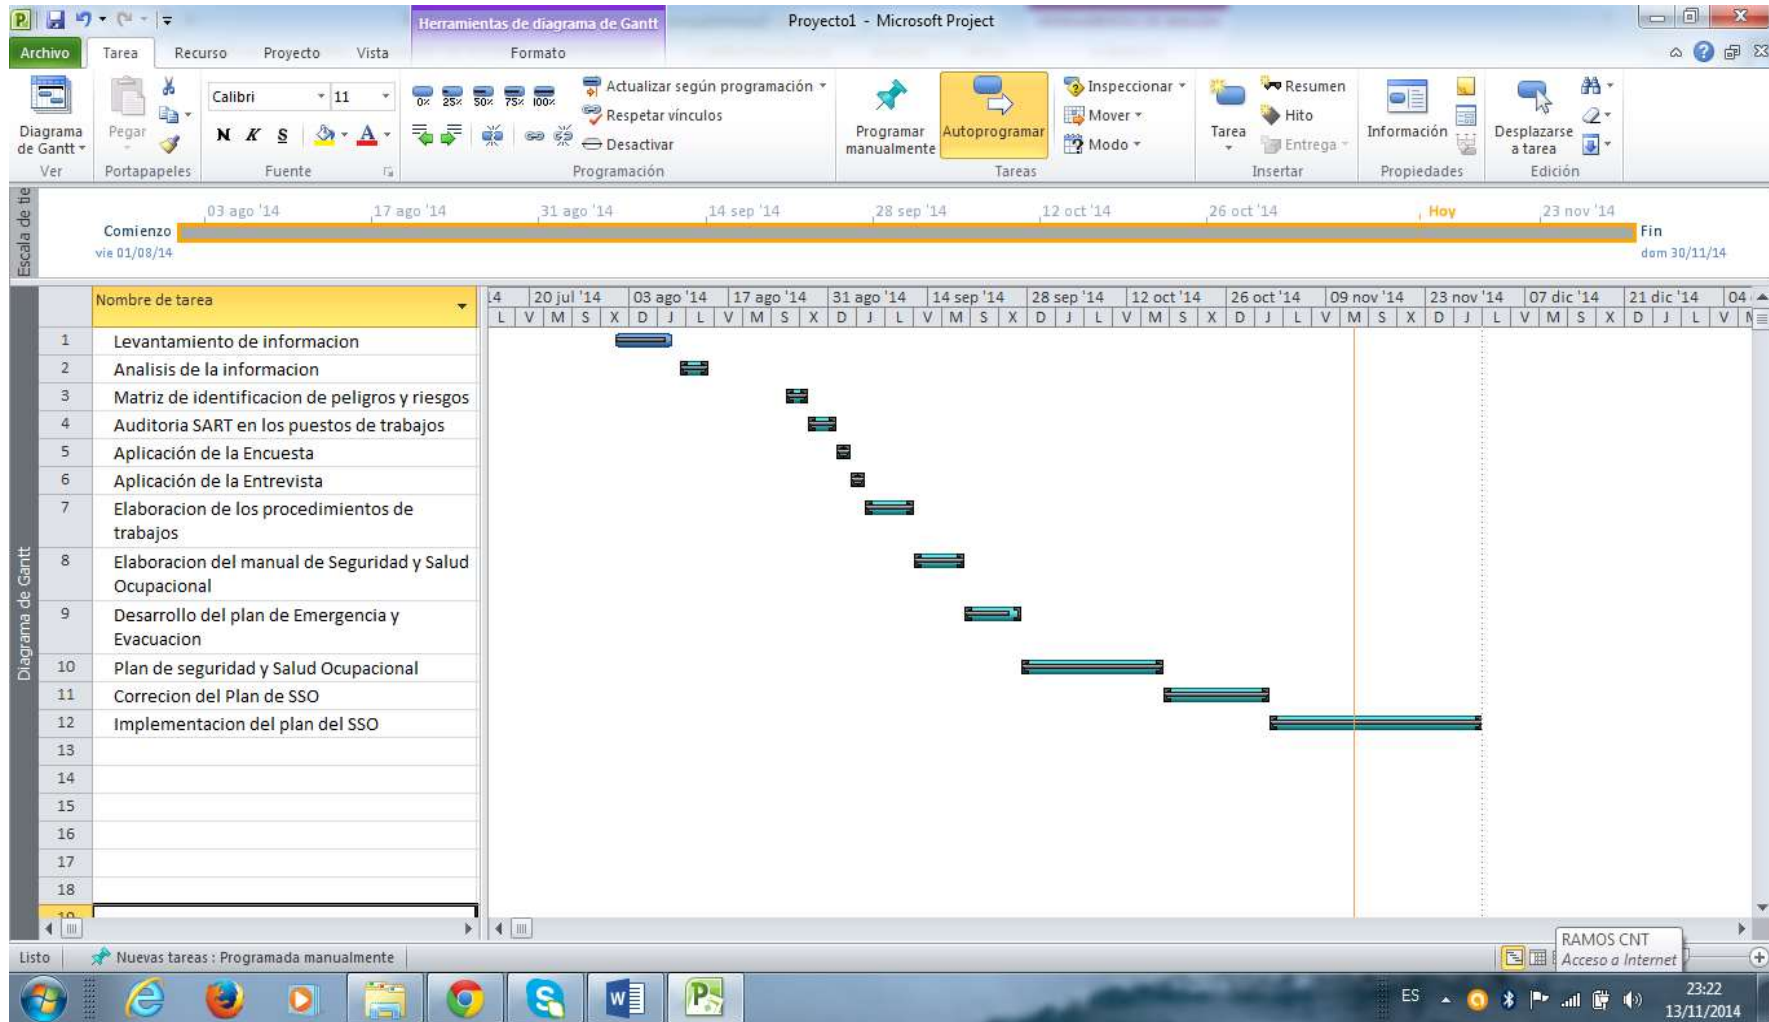 Herramientas de diagrama de Gantt
Proyecto1 - Microsoft Project
Archivo Tarea Recurso Proyecto Vista Formato
Diagrama de Gantt
Ver
Pegar
Portapapeles
Calibri 11
N K S A
Fuente
0% 25% 50% 75% 100%
Actualizar según programación
Respetar vínculos
Desactivar
Programación
Programar manualmente
Autoprogramar
Inspeccionar
Mover
Modo
Tareas
Tarea
Resumen
Hito
Entrega
Insertar
Información
Propiedades
Desplazarse a tarea
Edición
Escala de tie
03 ago '14 17 ago '14 31 ago '14 14 sep '14 28 sep '14 12 oct '14 26 oct '14 Hoy 23 nov '14
Comienzo
vie 01/08/14
Fin
dom 30/11/14
Nombre de tarea
14 20 jul '14 03 ago '14 17 ago '14 31 ago '14 14 sep '14 28 sep '14 12 oct '14 26 oct '14 09 nov '14 23 nov '14 07 dic '14 21 dic '14 04
L V M S X D J L V M S X D J L V M S X D J L V M S X D J L V M S X D J L V M S X D J L V
1 Levantamiento de informacion
2 Analisis de la informacion
3 Matriz de identificacion de peligros y riesgos
4 Auditoria SART en los puestos de trabajos
5 Aplicación de la Encuesta
6 Aplicación de la Entrevista
7 Elaboracion de los procedimientos de
trabajos
8 Elaboracion del manual de Seguridad y Salud
Ocupacional
9 Desarrollo del plan de Emergencia y
Evacuacion
10 Plan de seguridad y Salud Ocupacional
11 Correcion del Plan de SSO
12 Implementacion del plan del SSO
13
14
15
16
17
18
19
Diagrama de Gantt
Listo
Nuevas tareas : Programada manualmente
RAMOS CNT
Acceso a Internet
ES
23:22
13/11/2014